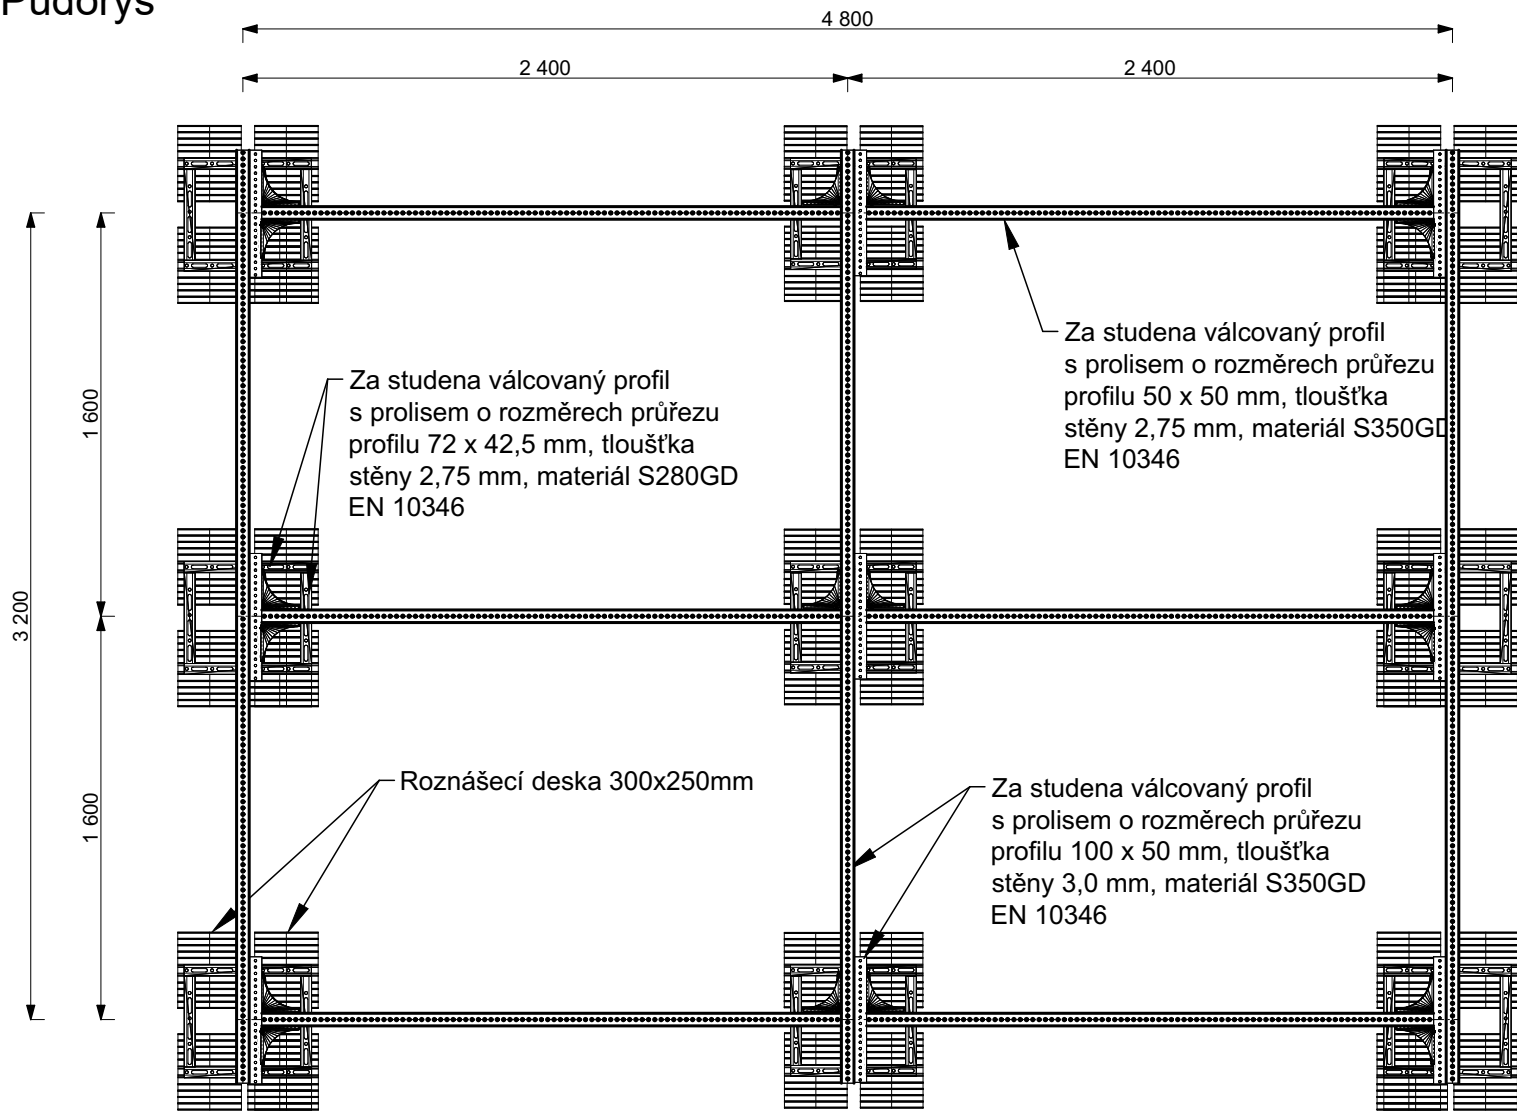 Půdorys
4 800
2 400
2 400
1 600
3 200
1 600
Za studena válcovaný profil
s prolisem o rozměrech průřezu
profilu 50 x 50 mm, tloušťka
stěny 2,75 mm, materiál S350GD
EN 10346
Za studena válcovaný profil
s prolisem o rozměrech průřezu
profilu 72 x 42,5 mm, tloušťka
stěny 2,75 mm, materiál S280GD
EN 10346
Roznášecí deska 300x250mm
Za studena válcovaný profil
s prolisem o rozměrech průřezu
profilu 100 x 50 mm, tloušťka
stěny 3,0 mm, materiál S350GD
EN 10346